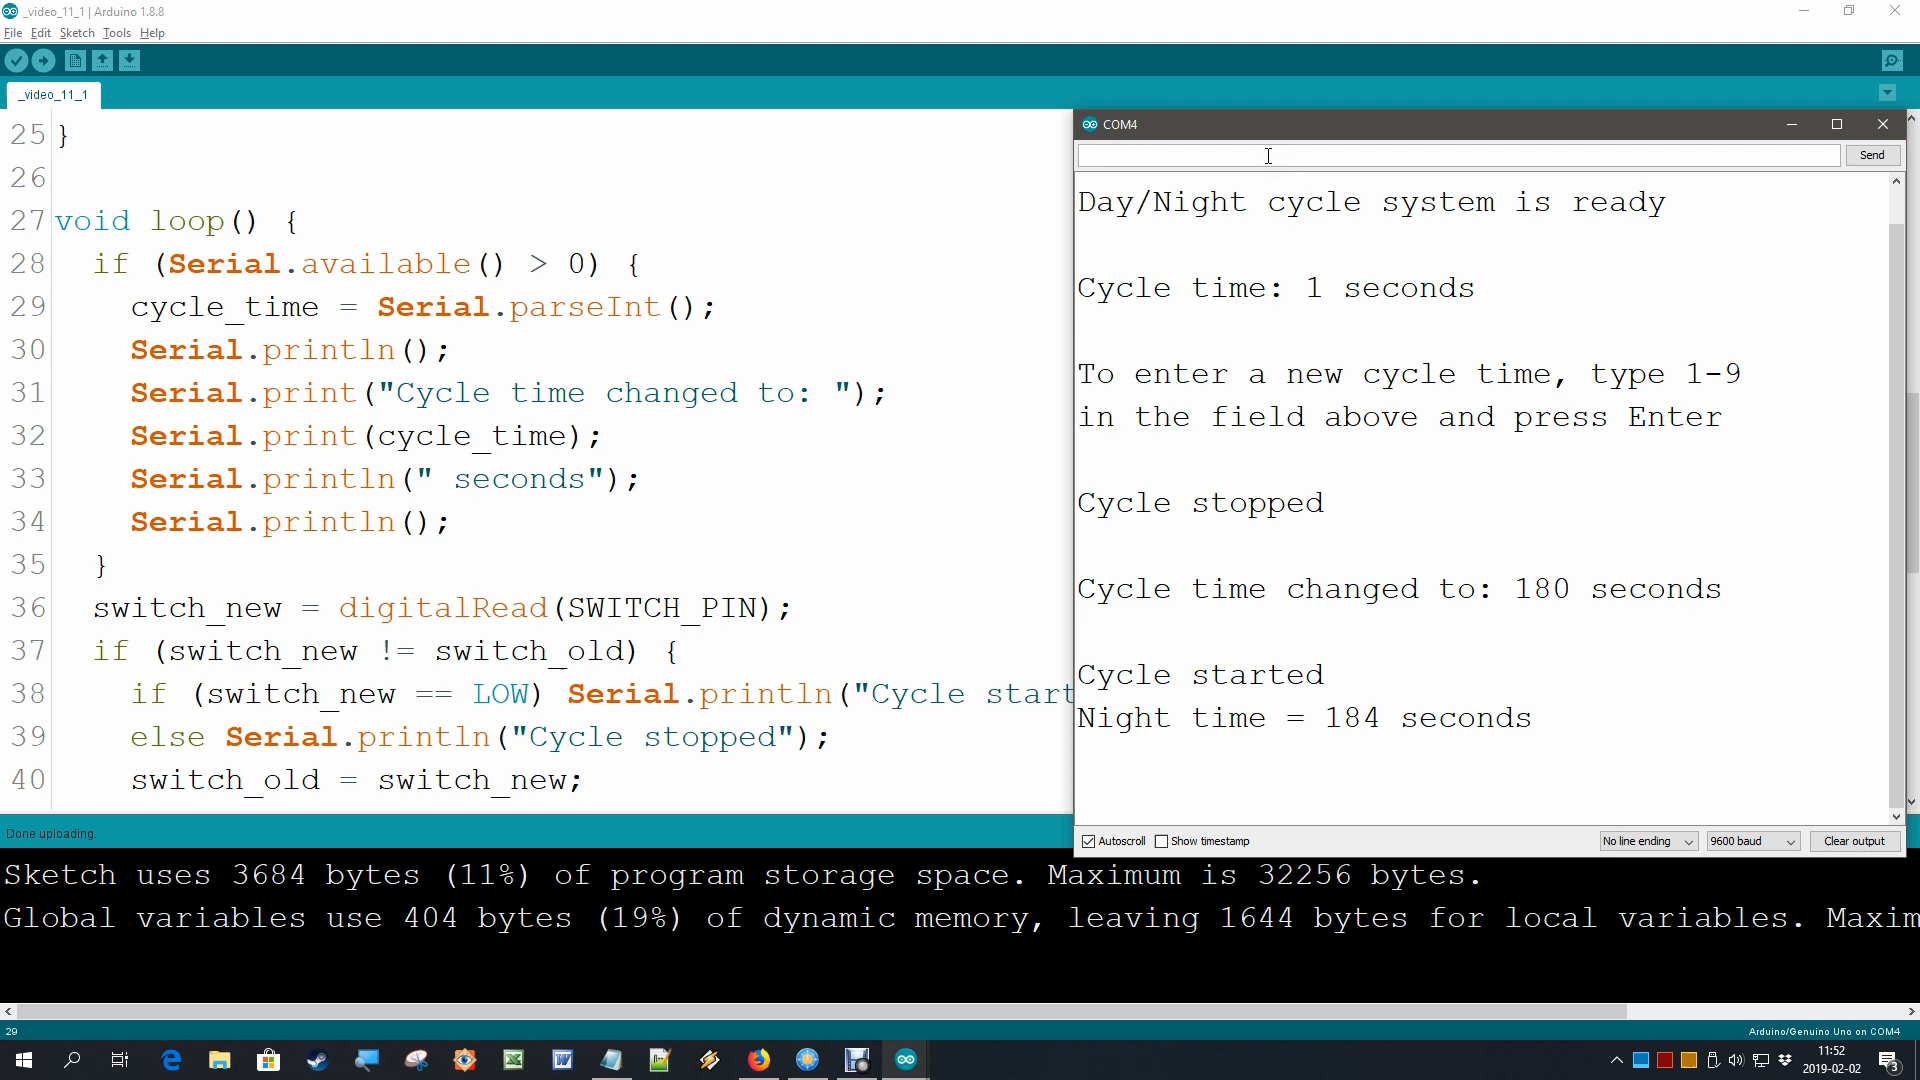 _video_11_1 | Arduino 1.8.8
File Edit Sketch Tools Help
_video_11_1
25 }
26
27 void loop() {
28 if (Serial.available() > 0) {
29 cycle_time = Serial.parseInt();
30 Serial.println();
31 Serial.print("Cycle time changed to: ");
32 Serial.print(cycle_time);
33 Serial.println(" seconds");
34 Serial.println();
35 }
36 switch_new = digitalRead(SWITCH_PIN);
37 if (switch_new != switch_old) {
38 if (switch_new == LOW) Serial.println("Cycle start
39 else Serial.println("Cycle stopped");
40 switch_old = switch_new;
COM4
Send
Day/Night cycle system is ready
Cycle time: 1 seconds
To enter a new cycle time, type 1-9
in the field above and press Enter
Cycle stopped
Cycle time changed to: 180 seconds
Cycle started
Night time = 184 seconds
Autoscroll Show timestamp No line ending 9600 baud Clear output
Done uploading.
Sketch uses 3684 bytes (11%) of program storage space. Maximum is 32256 bytes.
Global variables use 404 bytes (19%) of dynamic memory, leaving 1644 bytes for local variables. Maxim
29 Arduino/Genuino Uno on COM4
11:52
2019-02-02
3